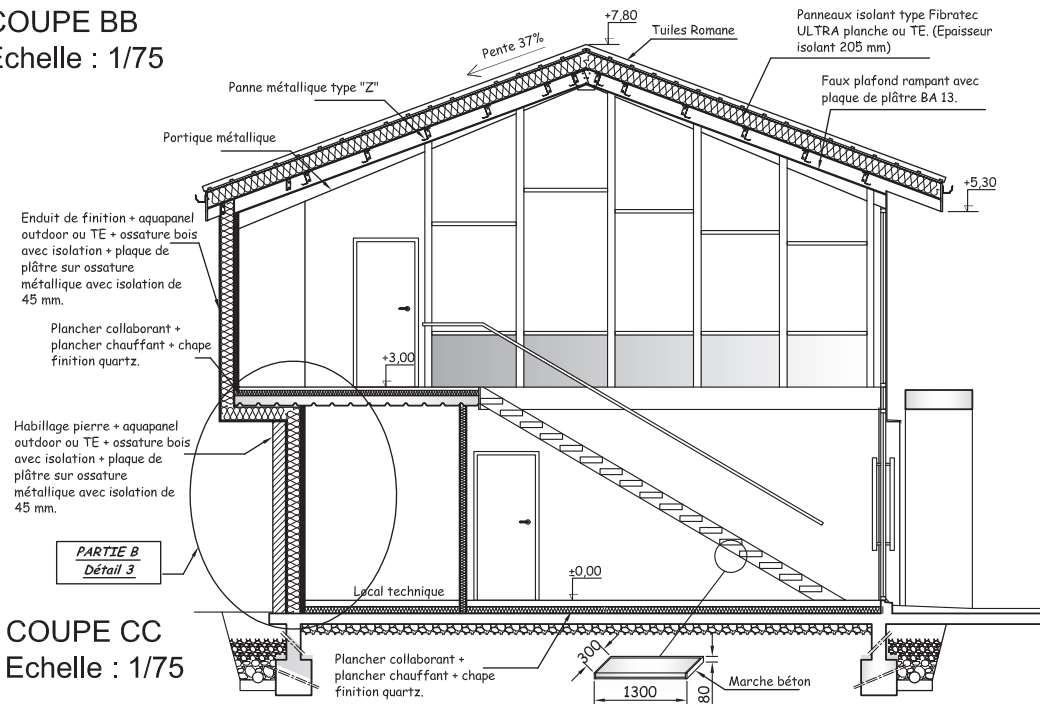 COUPE BB
Echelle : 1/75
+7,80
Pente 37%
Tuiles Romane
Panneaux isolant type Fibratec
ULTRA planche ou TE. (Epaisseur
isolant 205 mm)
Panne métallique type "Z"
Faux plafond rampant avec
plaque de plâtre BA 13.
Portique métallique
+5,30
Enduit de finition + aquapanel
outdoor ou TE + ossature bois
avec isolation + plaque de
plâtre sur ossature
métallique avec isolation de
45 mm.
Plancher collaborant +
plancher chauffant + chape
finition quartz.
+3,00
Habillage pierre + aquapanel
outdoor ou TE + ossature bois
avec isolation + plaque de
plâtre sur ossature
métallique avec isolation de
45 mm.
PARTIE B
Détail 3
±0,00
Local technique
COUPE CC
Echelle : 1/75
Plancher collaborant +
plancher chauffant + chape
finition quartz.
300
1300
80
Marche béton